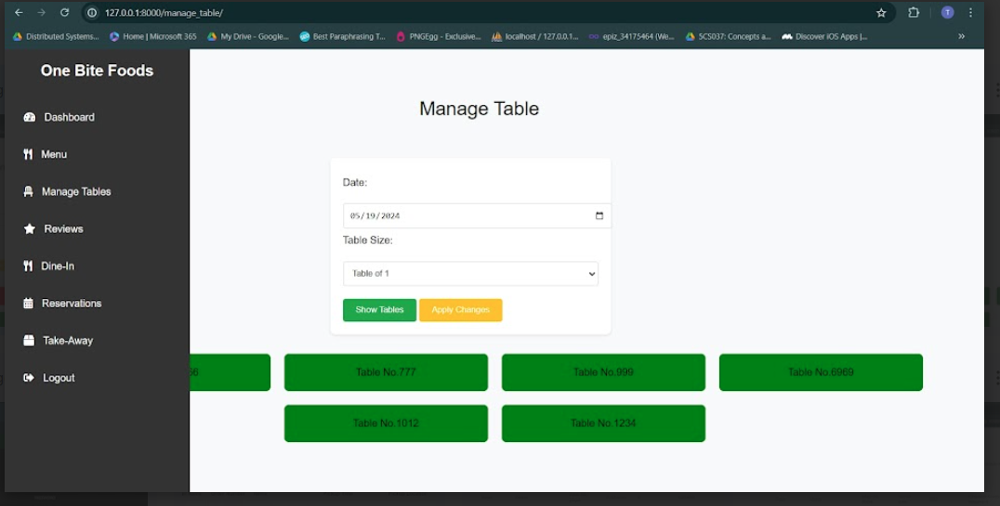 127.0.0.1:8000/manage_table/
T
Distributed Systems...
Home | Microsoft 365
My Drive - Google...
Best Paraphrasing T...
PNGEgg - Exclusive...
localhost / 127.0.0.1...
epiz_34175464 (We...
5CS037: Concepts a...
Discover iOS Apps |...
»
One Bite Foods
Dashboard
Menu
Manage Tables
Reviews
Dine-In
Reservations
Take-Away
Logout
Manage Table
Date:
05/19/2024
Table Size:
Table of 1
Show Tables Apply Changes
Table No.777
Table No.999
Table No.6969
Table No.1012
Table No.1234